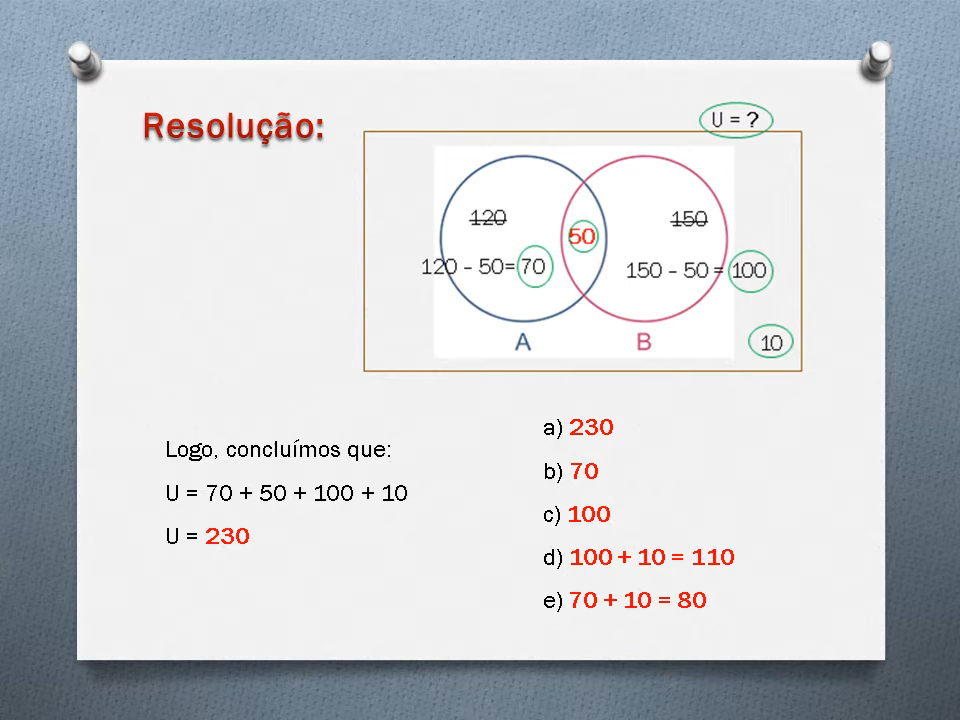 Resolução:
U = ?
120
150
50
120 – 50= 70
150 – 50 = 100
A
B
10
Logo, concluímos que:
U = 70 + 50 + 100 + 10
U = 230
a) 230
b) 70
c) 100
d) 100 + 10 = 110
e) 70 + 10 = 80